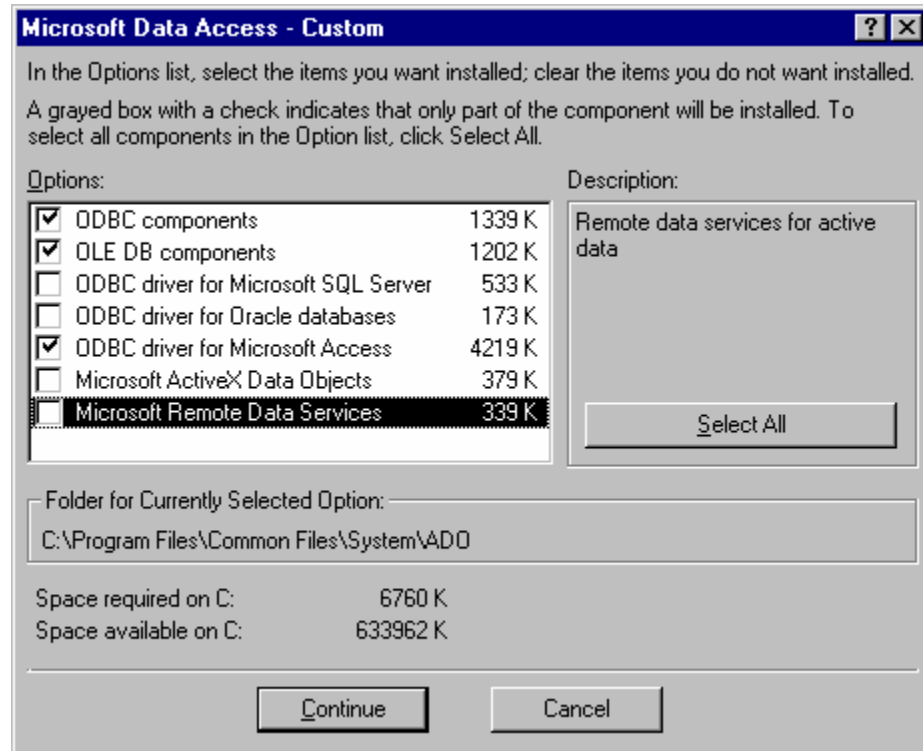 Microsoft Data Access - Custom
In the Options list, select the items you want installed; clear the items you do not want installed.
A grayed box with a check indicates that only part of the component will be installed. To
select all components in the Option list, click Select All.
Options:
ODBC components 1339 K
OLE DB components 1202 K
ODBC driver for Microsoft SQL Server 533 K
ODBC driver for Oracle databases 173 K
ODBC driver for Microsoft Access 4219 K
Microsoft ActiveX Data Objects 379 K
Microsoft Remote Data Services 339 K
Description:
Remote data services for active
data
Select All
Folder for Currently Selected Option:
C:\Program Files\Common Files\System\ADO
Space required on C: 6760 K
Space available on C: 633962 K
Continue
Cancel